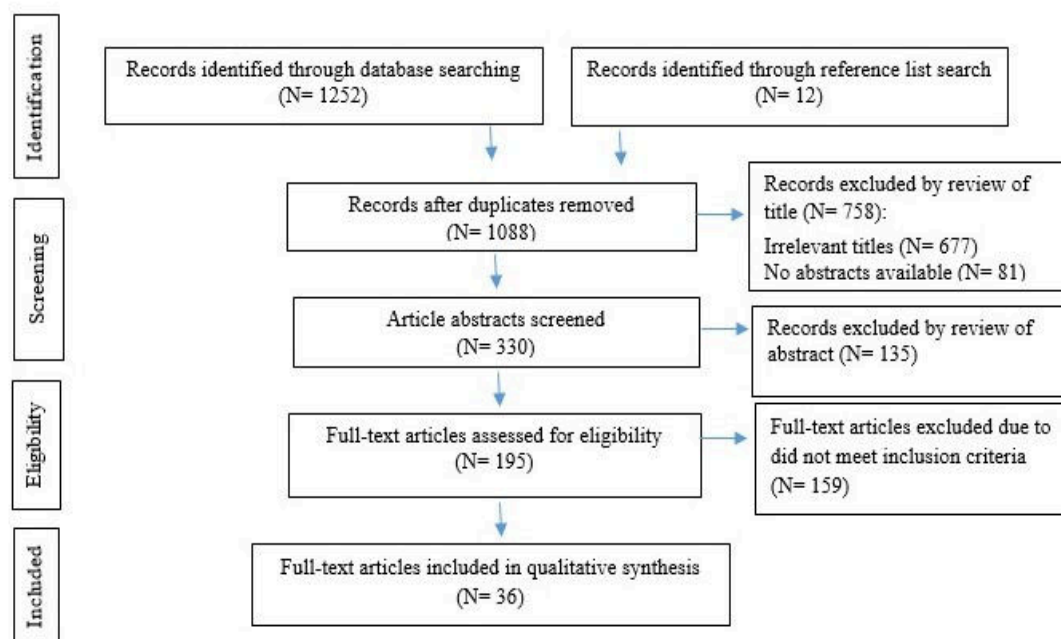 Identification
Records identified through database searching
(N= 1252)
Records identified through reference list search
(N= 12)
Screening
Records after duplicates removed
(N= 1088)
Records excluded by review of
title (N= 758):
Irrelevant titles (N= 677)
No abstracts available (N= 81)
Article abstracts screened
(N= 330)
Records excluded by review of
abstract (N= 135)
Eligibility
Full-text articles assessed for eligibility
(N= 195)
Full-text articles excluded due to
did not meet inclusion criteria
(N= 159)
Included
Full-text articles included in qualitative synthesis
(N= 36)